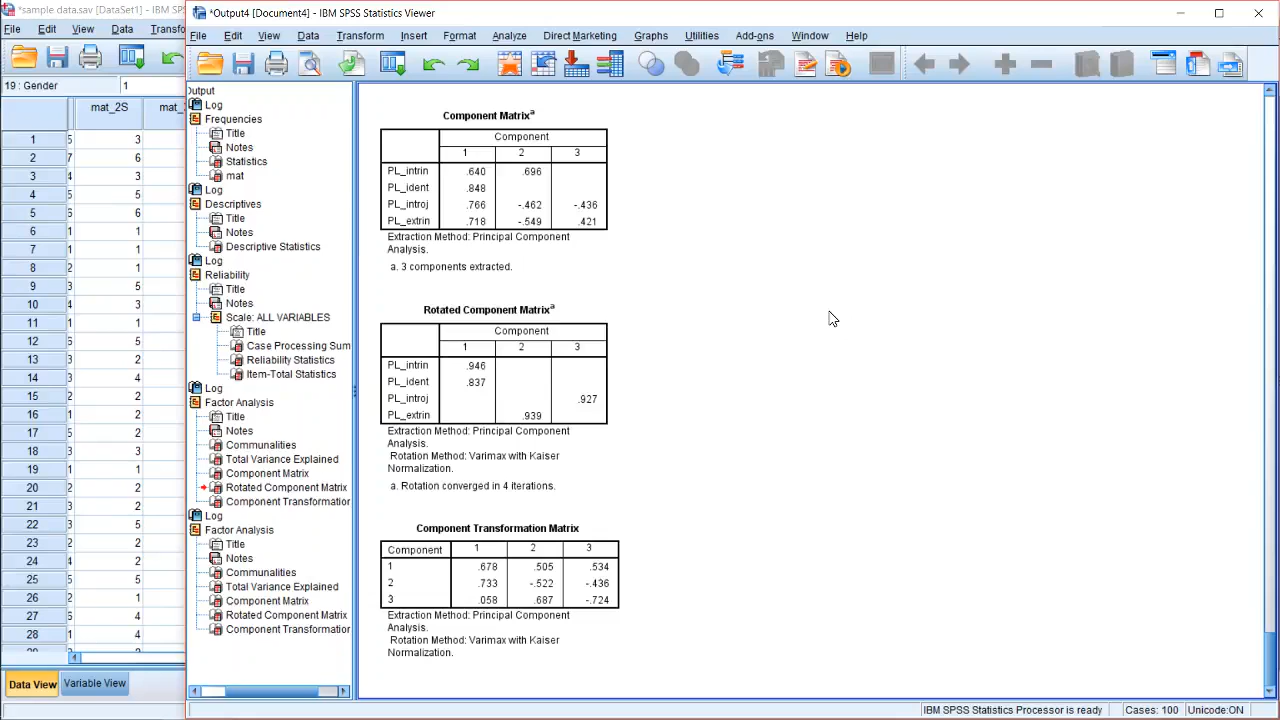 *sample data.sav [DataSet1] - IBM SPS
File Edit View Data Transfo
19 : Gender 1
mat_2S mat_
1 5 3
2 7 6
3 4 3
4 5 5
5 6 6
6 1 1
7 1 1
8 2 1
9 3 5
10 4 3
11 1 1
12 6 5
13 3 2
14 3 4
15 2 2
16 1 2
17 5 2
18 3 3
19 1 1
20 2 2
21 3 2
22 3 5
23 2 2
24 4 2
25 5 5
26 1 1
27 6 4
28 1 4
Data View Variable View
*Output4 [Document4] - IBM SPSS Statistics Viewer
File Edit View Data Transform Insert Format Analyze Direct Marketing Graphs Utilities Add-ons Window Help
Output
Log
Frequencies
Title
Notes
Statistics
mat
Log
Descriptives
Title
Notes
Descriptive Statistics
Log
Reliability
Title
Notes
Scale: ALL VARIABLES
Title
Case Processing Sum
Reliability Statistics
Item-Total Statistics
Log
Factor Analysis
Title
Notes
Communalities
Total Variance Explained
Component Matrix
Rotated Component Matrix
Component Transformation
Log
Factor Analysis
Title
Notes
Communalities
Total Variance Explained
Component Matrix
Rotated Component Matrix
Component Transformation
Component Matrixa
Component
1 2 3
PL_intrin .640 .696
PL_ident .848
PL_introj .766 -.462 -.436
PL_extrin .718 -.549 .421
Extraction Method: Principal Component
Analysis.
a. 3 components extracted.
Rotated Component Matrixa
Component
1 2 3
PL_intrin .946
PL_ident .837
PL_introj .927
PL_extrin .939
Extraction Method: Principal Component
Analysis.
Rotation Method: Varimax with Kaiser
Normalization.
a. Rotation converged in 4 iterations.
Component Transformation Matrix
Component 1 2 3
1 .678 .505 .534
2 .733 -.522 -.436
3 .058 .687 -.724
Extraction Method: Principal Component
Analysis.
Rotation Method: Varimax with Kaiser
Normalization.
IBM SPSS Statistics Processor is ready Cases: 100 Unicode:ON